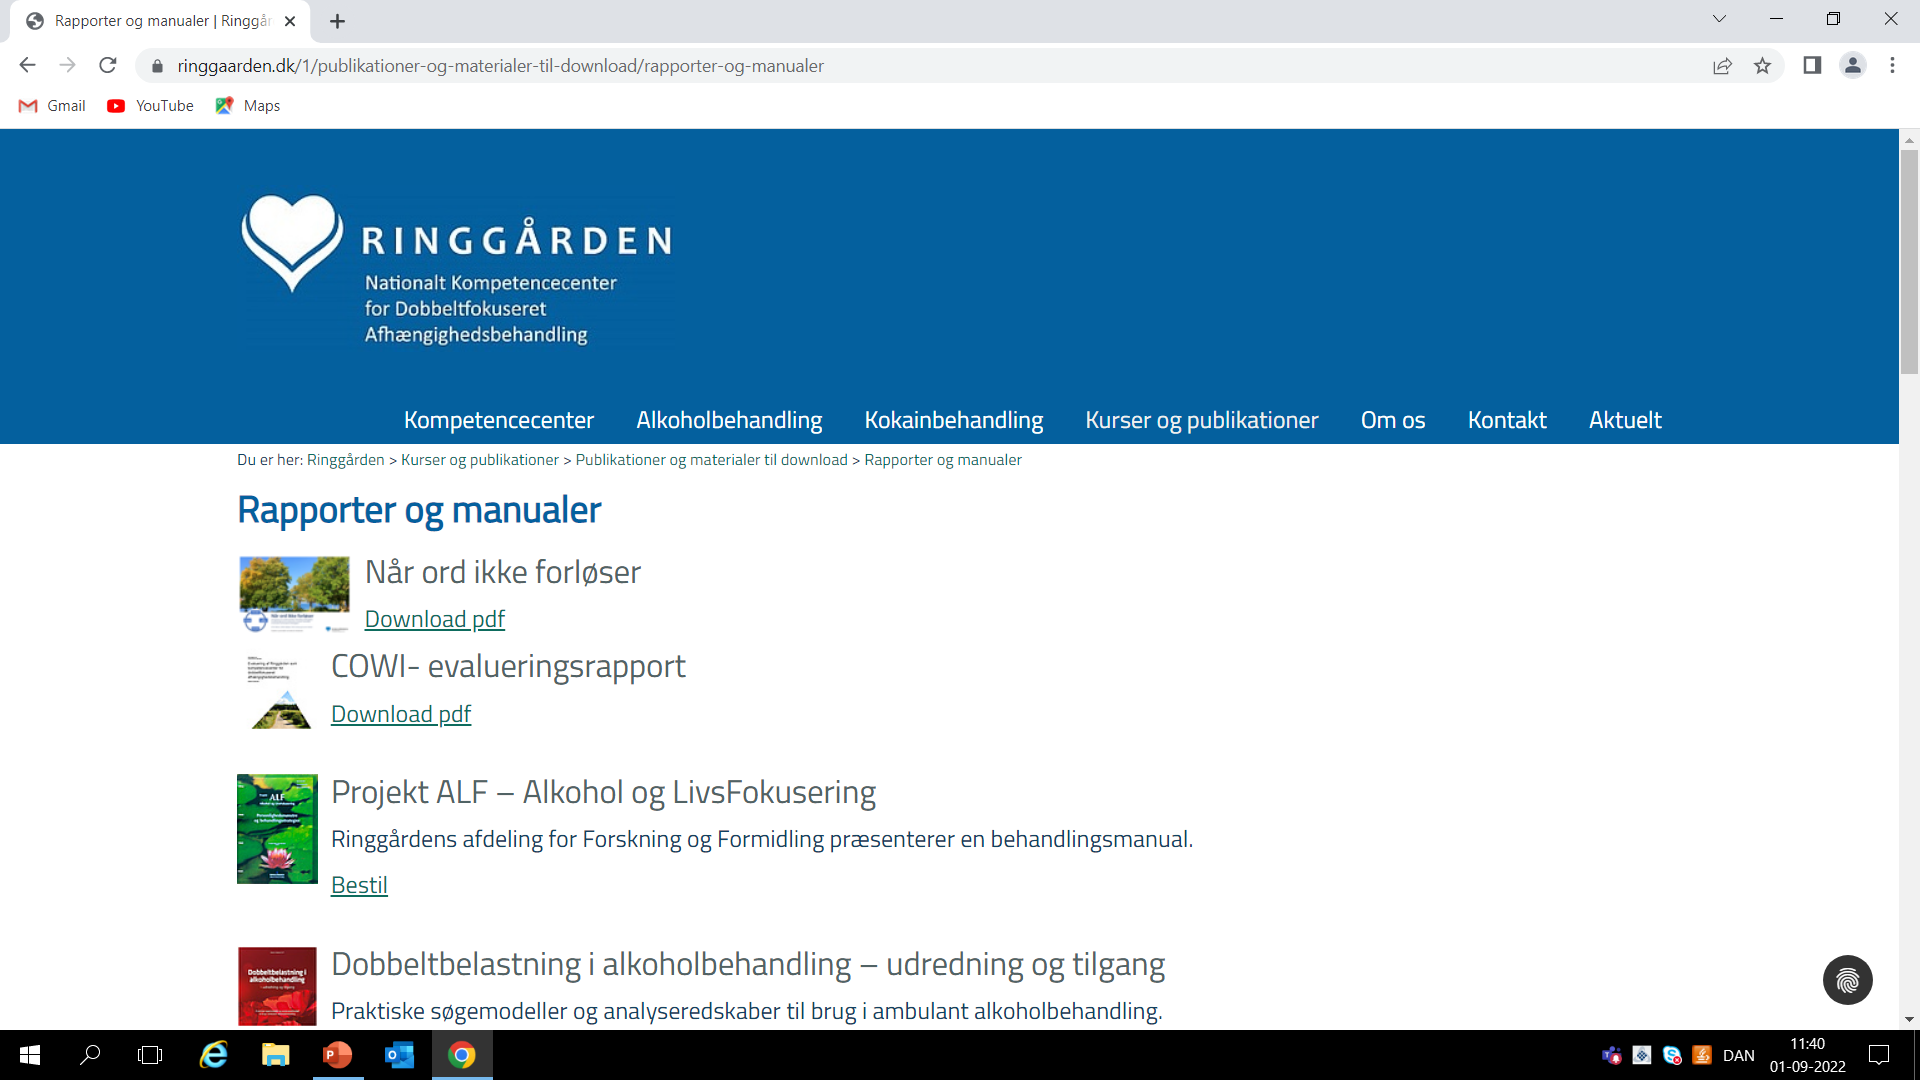 Rapporter og manualer | Ringgår
ringgaarden.dk/1/publikationer-og-materialer-til-download/rapporter-og-manualer
Gmail YouTube Maps
RINGGÅRDEN
Nationalt Kompetencecenter
for Dobbeltfokuseret
Afhængighedsbehandling
Kompetencecenter Alkoholbehandling Kokainbehandling Kurser og publikationer Om os Kontakt Aktuelt
Du er her: Ringgården > Kurser og publikationer > Publikationer og materialer til download > Rapporter og manualer
Rapporter og manualer
Når ord ikke forløser
Download pdf
COWI- evalueringsrapport
Download pdf
ALF
Projekt ALF – Alkohol og LivsFokusering
Ringgårdens afdeling for Forskning og Formidling præsenterer en behandlingsmanual.
Bestil
Dobbeltbelastning i
alkoholbehandling
Dobbeltbelastning i alkoholbehandling – udredning og tilgang
Praktiske søgemodeller og analyseredskaber til brug i ambulant alkoholbehandling.
DAN
11:40
01-09-2022